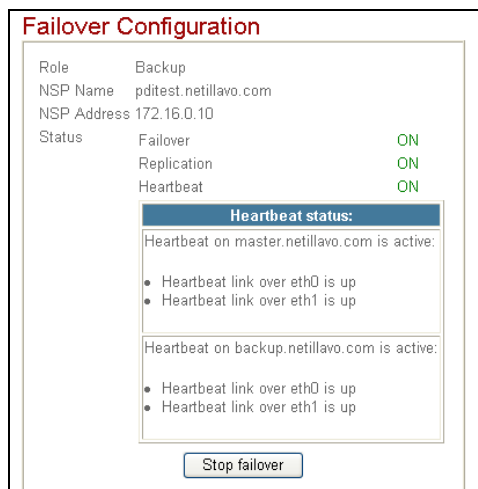 Failover Configuration
Role Backup
NSP Name pditest.netillavo.com
NSP Address 172.16.0.10
Status Failover ON
Replication ON
Heartbeat ON
Heartbeat status:
Heartbeat on master.netillavo.com is active:
• Heartbeat link over eth0 is up
• Heartbeat link over eth1 is up
Heartbeat on backup.netillavo.com is active:
• Heartbeat link over eth0 is up
• Heartbeat link over eth1 is up
Stop failover